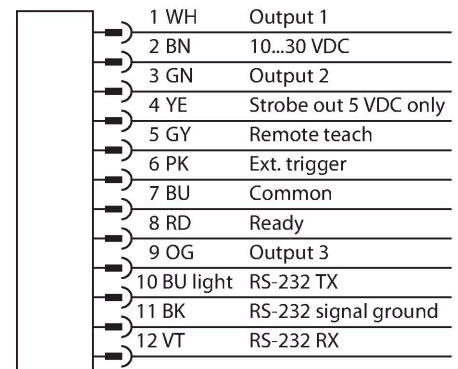 1 WH Output 1
2 BN 10...30 VDC
3 GN Output 2
4 YE Strobe out 5 VDC only
5 GY Remote teach
6 PK Ext. trigger
7 BU Common
8 RD Ready
9 OG Output 3
10 BU light RS-232 TX
11 BK RS-232 signal ground
12 VT RS-232 RX